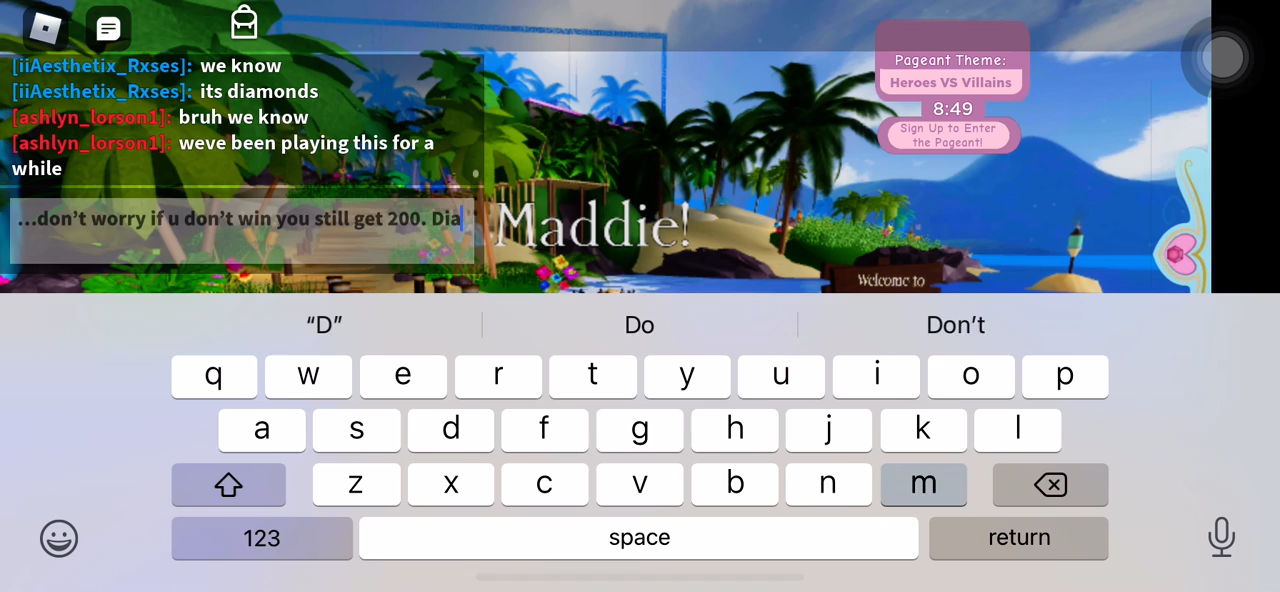 [iiAesthetix_Rxses]: we know
[iiAesthetix_Rxses]: its diamonds
[ashlyn_lorson1]: bruh we know
[ashlyn_lorson1]: weve been playing this for a
while
...don't worry if u don't win you still get 200. Dia
Pageant Theme:
Heroes VS Villains
8:49
Sign Up to Enter
the Pageant!
Maddie!
Welcome to
“D”
Do
Don't
q w e r t y u i o p
a s d f g h j k l
z x c v b n m
123
space
return